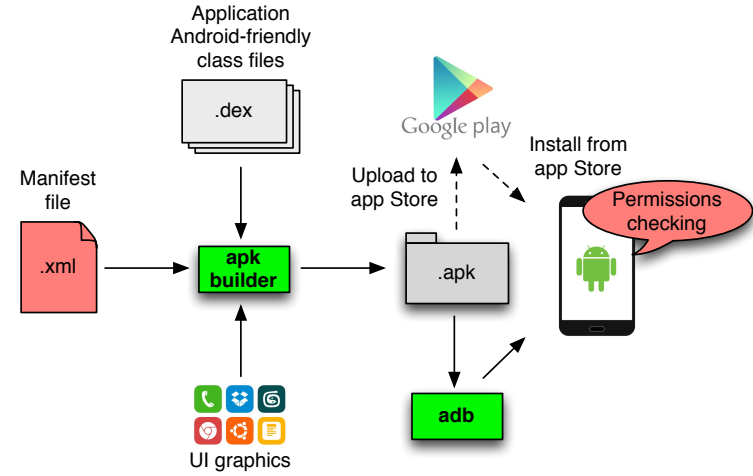 Application
Android-friendly
class files
.dex
Google play
Install from
app Store
Upload to
app Store
Manifest
file
Permissions
checking
.xml
apk
builder
.apk
adb
UI graphics